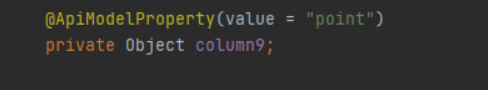 @ApiModelProperty(value = "point")
private Object column9;